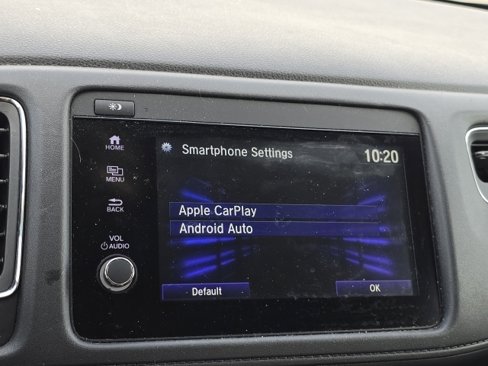 HOME
MENU
BACK
VOL
AUDIO
Smartphone Settings
10:20
Apple CarPlay
Android Auto
Default
OK